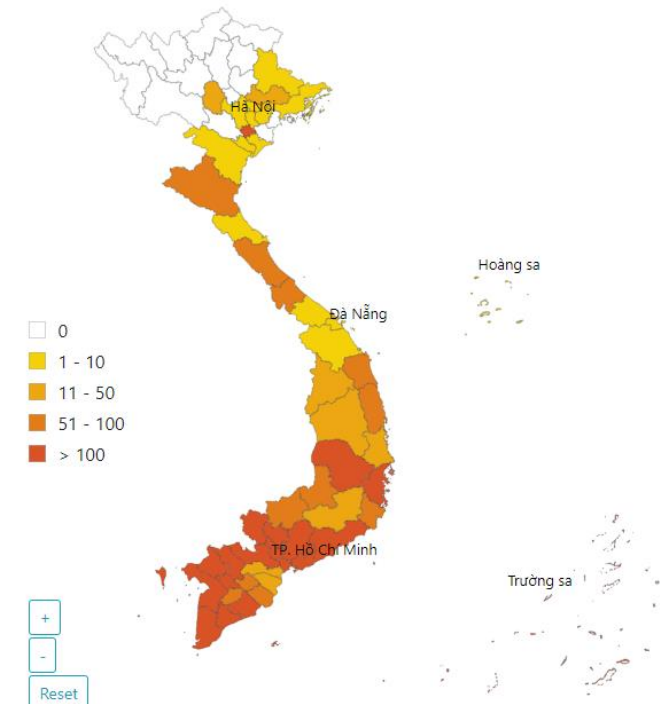 Hà Nội
Hoàng sa
Đà Nẵng
0
1 - 10
11 - 50
51 - 100
> 100
TP. Hồ Chí Minh
Trường sa
+
-
Reset